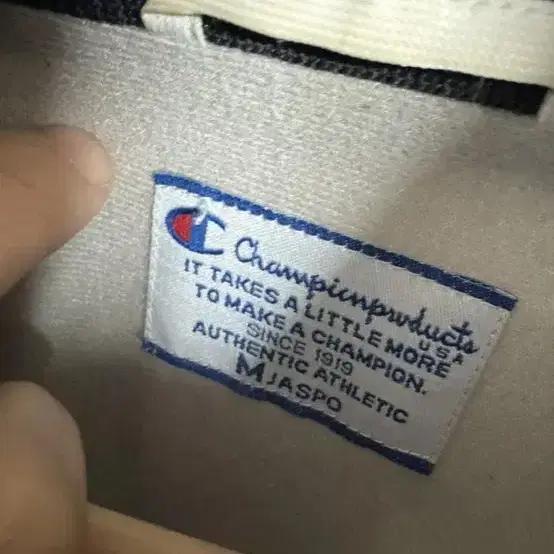 Championproducts
USA
IT TAKES A LITTLE MORE
TO MAKE A CHAMPION.
SINCE 1919
AUTHENTIC ATHLETIC
M JASPO